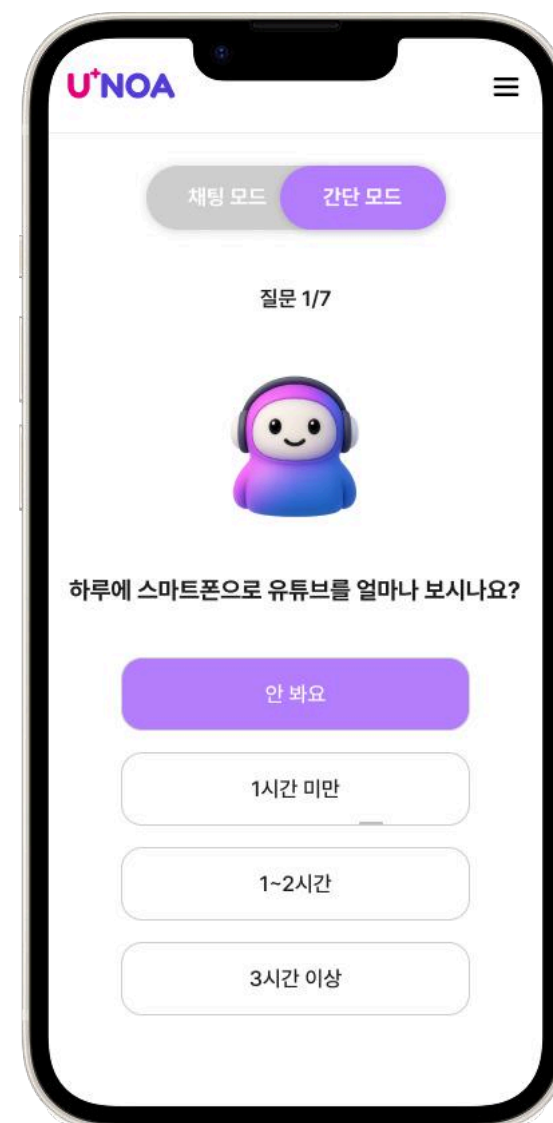 U⁺NOA
채팅 모드 간단 모드
질문 1/7
하루에 스마트폰으로 유튜브를 얼마나 보시나요?
안 봐요
1시간 미만
1~2시간
3시간 이상